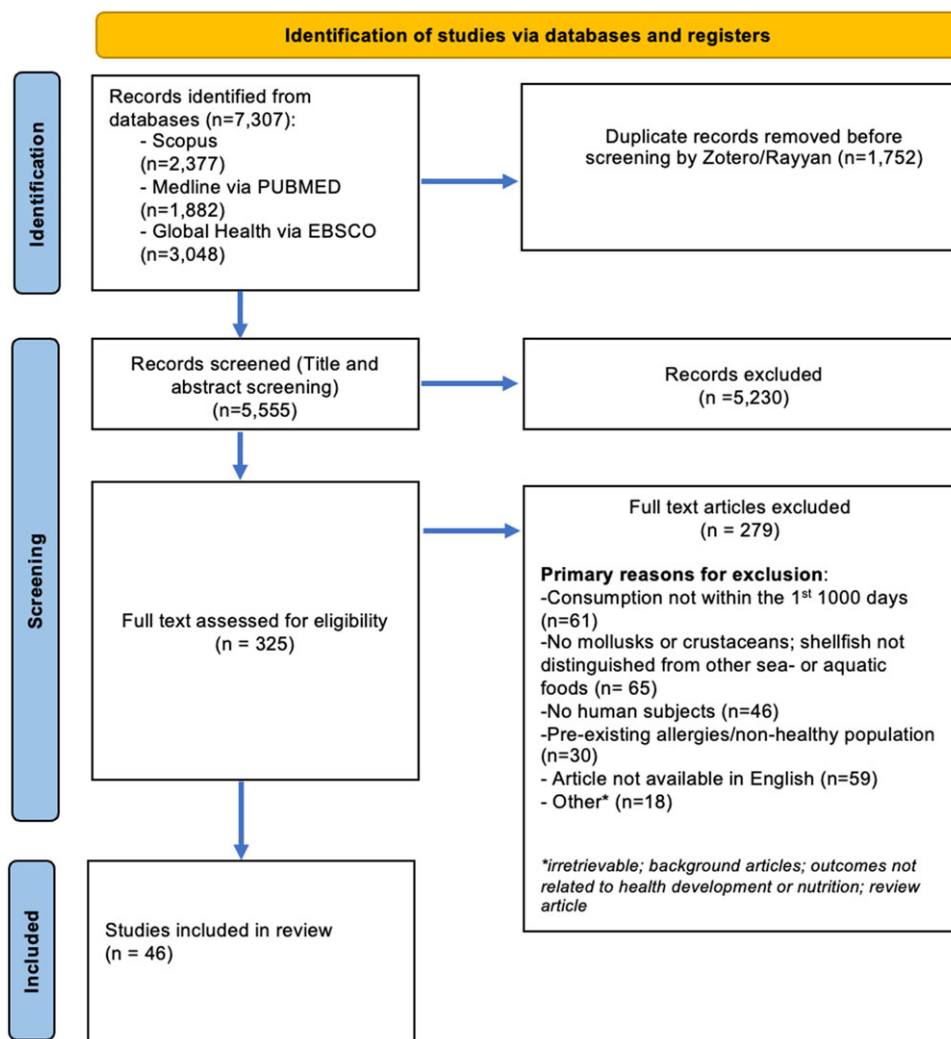 Identification of studies via databases and registers
Identification
Records identified from
databases (n=7,307):
- Scopus
(n=2,377)
- Medline via PUBMED
(n=1,882)
- Global Health via EBSCO
(n=3,048)
Duplicate records removed before
screening by Zotero/Rayyan (n=1,752)
Screening
Records screened (Title and
abstract screening)
(n=5,555)
Records excluded
(n =5,230)
Full text assessed for eligibility
(n = 325)
Full text articles excluded
(n = 279)
Primary reasons for exclusion:
-Consumption not within the 1st 1000 days
(n=61)
-No mollusks or crustaceans; shellfish not
distinguished from other sea- or aquatic
foods (n= 65)
-No human subjects (n=46)
-Pre-existing allergies/non-healthy population
(n=30)
- Article not available in English (n=59)
- Other* (n=18)
*irretrievable; background articles; outcomes not
related to health development or nutrition; review
article
Included
Studies included in review
(n = 46)